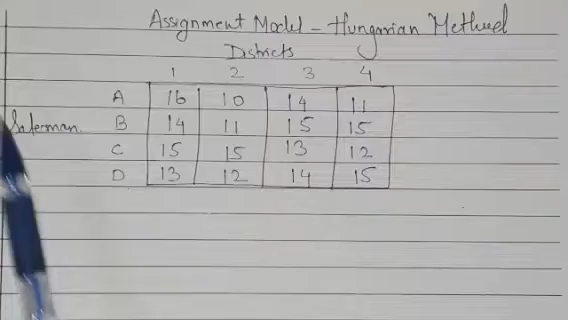 Assignment Model - Hungarian Method
Districts
1 2 3 4
A 16 10 14 11
Salesman. B 14 11 15 15
C 15 15 13 12
D 13 12 14 15